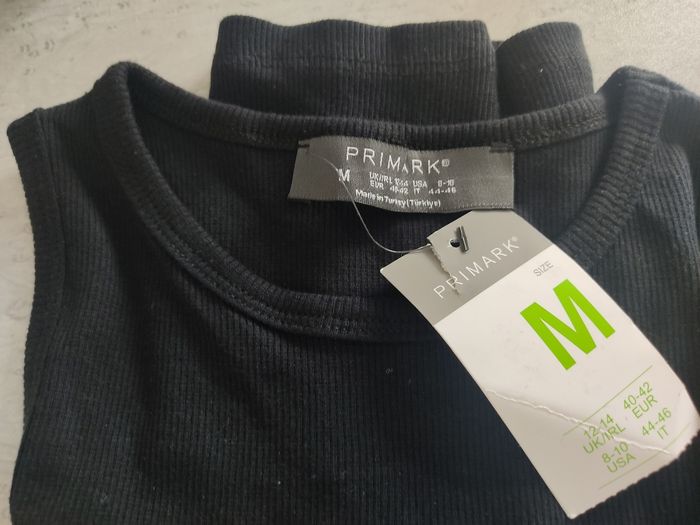 PRIMARK®
M
UK/IRL 12-14 USA 8-10
EUR 40-42 IT 44-46
Made in Turkey (Türkiye)
PRIMARK®
SIZE
M
12-14 40-42
UK/IRL EUR
8-10 44-46
USA IT